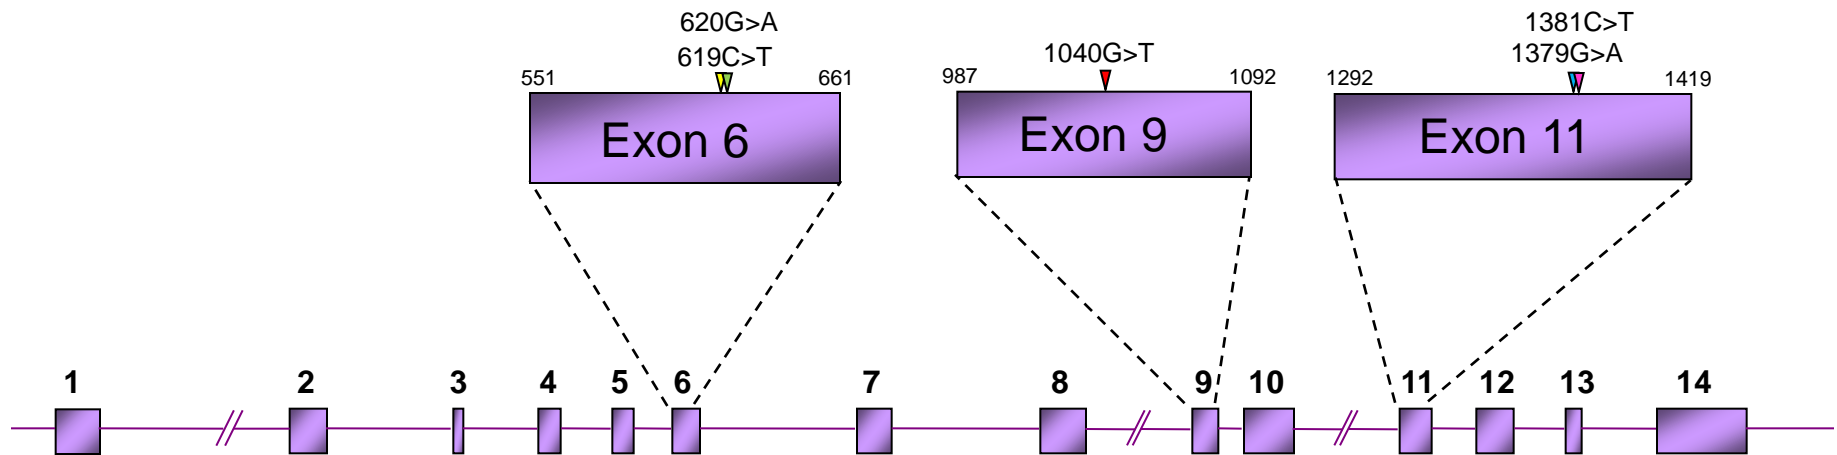 620G>A
619C>T
551
661
Exon 6
1040G>T
987
1092
Exon 9
1381C>T
1379G>A
1292
1419
Exon 11
1 2 3 4 5 6 7 8 9 10 11 12 13 14